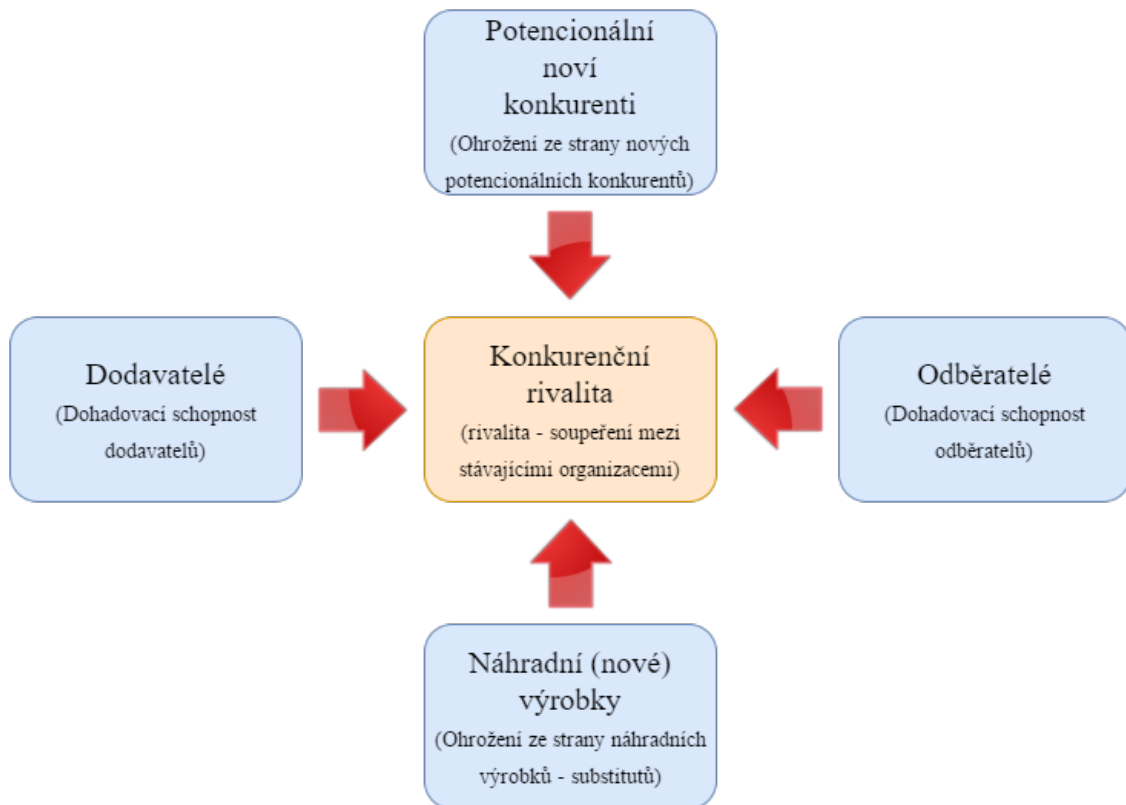 Potencionální
noví
konkurenti
(Ohrožení ze strany nových
potencionálních konkurentů)
Dodavatelé
(Dohadovací schopnost
dodavatelů)
Konkurenční
rivalita
(rivalita - soupeření mezi
stávajícími organizacemi)
Odběratelé
(Dohadovací schopnost
odběratelů)
Náhradní (nové)
výrobky
(Ohrožení ze strany náhradních
výrobků - substitutů)